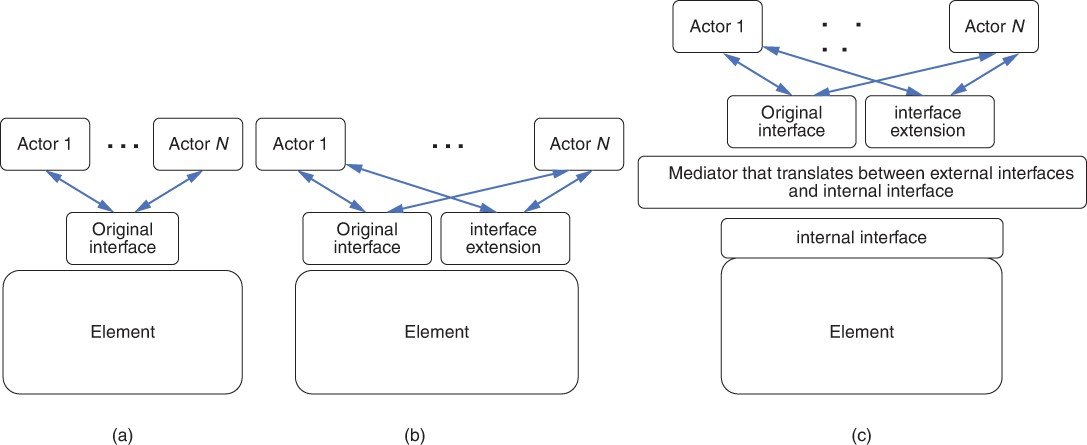 Actor 1
...
Actor N
Original
interface
Element
(a)
Actor 1
...
Actor N
Original
interface
interface
extension
Element
(b)
Actor 1
. .
. .
Actor N
Original
interface
interface
extension
Mediator that translates between external interfaces
and internal interface
internal interface
Element
(c)